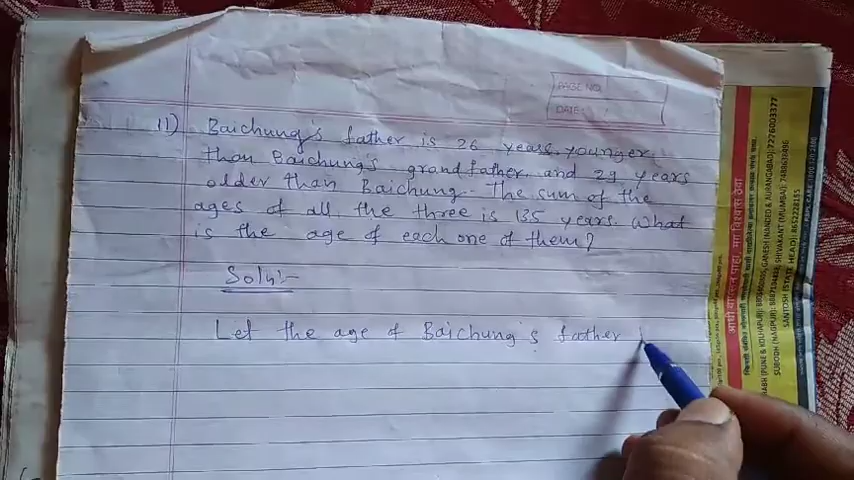 PAGE NO.
DATE:
11) Baichung's father is 26 years younger
than Baichung's grandfather and 29 years
older than Baichung. The sum of the
ages of all the three is 135 years. What
is the age of each one of them?
Soln:-
Let the age of Baichung's father